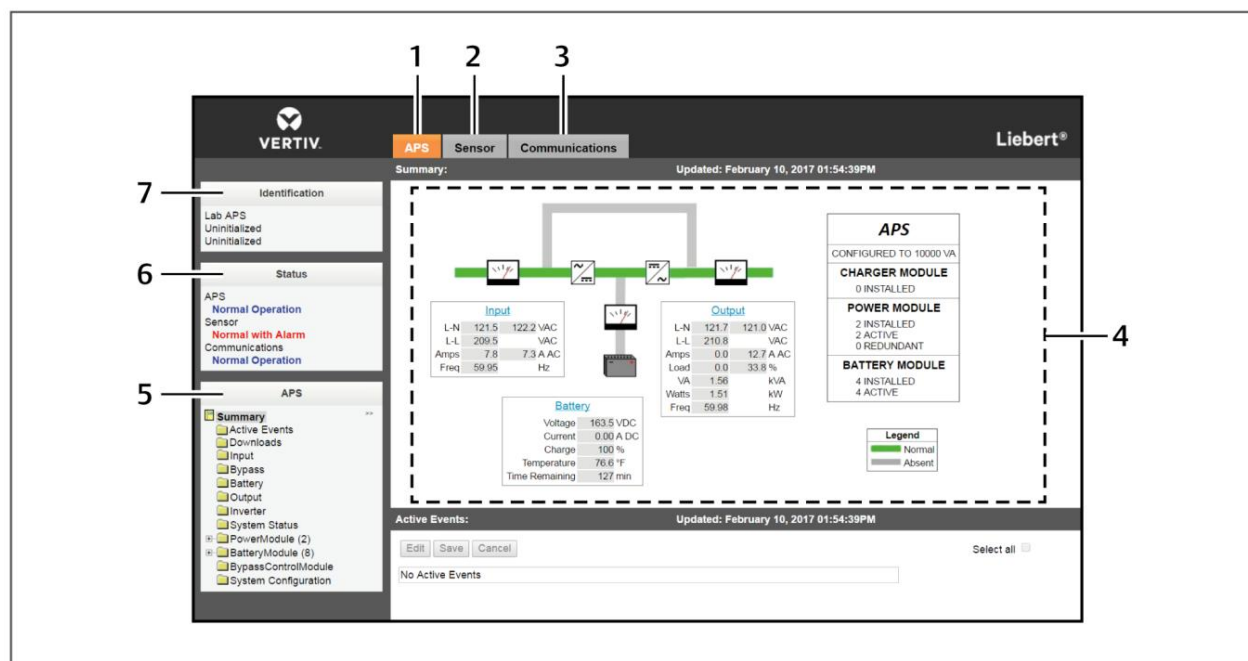 1
2
3
VERTIV.
APS Sensor Communications
Liebert®
Summary: Updated: February 10, 2017 01:54:39PM
7
Identification
Lab APS
Uninitialized
Uninitialized
6
Status
APS
Normal Operation
Sensor
Normal with Alarm
Communications
Normal Operation
5
APS
Summary >>
Active Events
Downloads
Input
Bypass
Battery
Output
Inverter
System Status
PowerModule (2)
BatteryModule (8)
BypassControlModule
System Configuration
Input
L-N 121.5 122.2 VAC
L-L 209.5 VAC
Amps 7.8 7.3 A AC
Freq 59.95 Hz
Output
L-N 121.7 121.0 VAC
L-L 210.8 VAC
Amps 0.0 12.7 A AC
Load 0.0 33.8 %
VA 1.56 kVA
Watts 1.51 kW
Freq 59.98 Hz
Battery
Voltage 163.5 VDC
Current 0.00 A DC
Charge 100 %
Temperature 76.6 °F
Time Remaining 127 min
APS
CONFIGURED TO 10000 VA
CHARGER MODULE
0 INSTALLED
POWER MODULE
2 INSTALLED
2 ACTIVE
0 REDUNDANT
BATTERY MODULE
4 INSTALLED
4 ACTIVE
4
Legend
Normal
Absent
Active Events: Updated: February 10, 2017 01:54:39PM
Edit Save Cancel
Select all
No Active Events